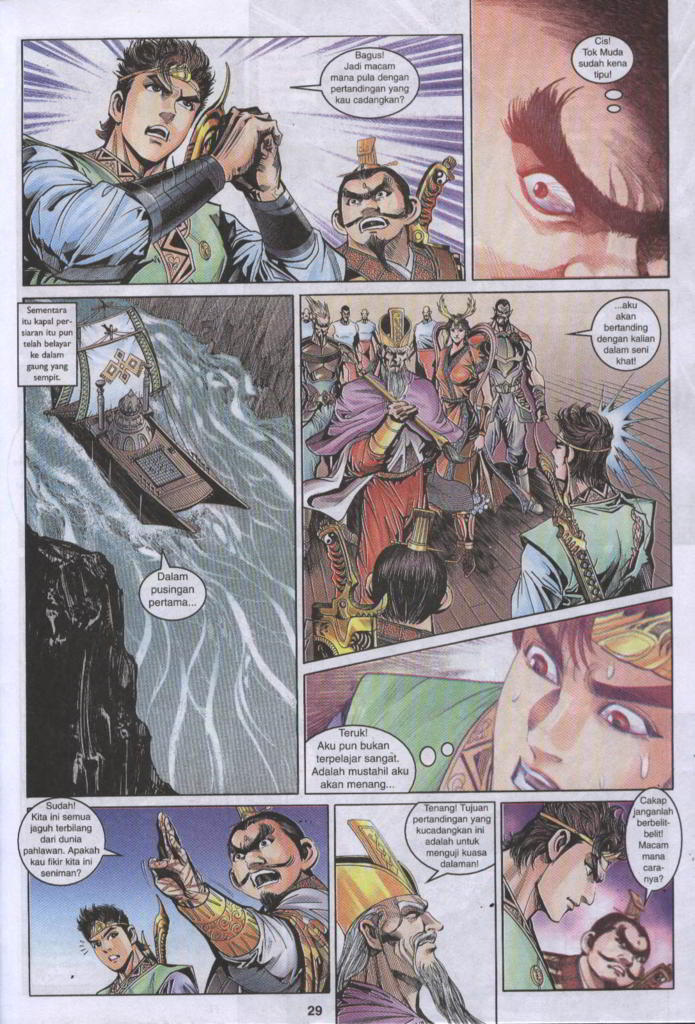 Bagus!
Jadi macam
mana pula dengan
pertandingan yang
kau cadangkan?
Cis!
Tok Muda
sudah kena
tipu!
Sementara
itu kapal per-
siaran itu pun
telah belayar
ke dalam
gaung yang
sempit.
Dalam
pusingan
pertama...
...aku
akan
bertanding
dengan kalian
dalam seni
khat!
Teruk!
Aku pun bukan
terpelajar sangat.
Adalah mustahil aku
akan menang...
Sudah!
Kita ini semua
jaguh terbilang
dari dunia
pahlawan. Apakah
kau fikir kita ini
seniman?
Tenang! Tujuan
pertandingan yang
kucadangkan ini
adalah untuk
menguji kuasa
dalaman!
Cakap
janganlah
berbelit-
belit!
Macam
mana
cara-
nya?
29